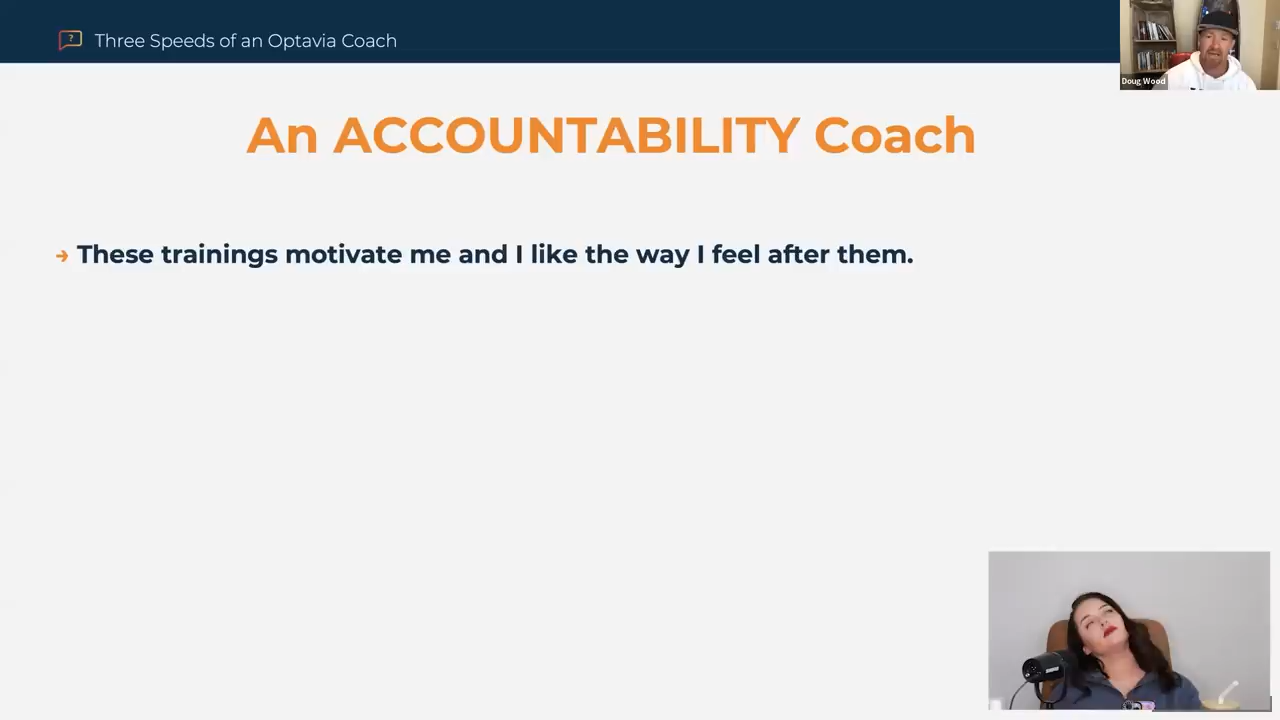 Three Speeds of an Optavia Coach
Doug Wood
An ACCOUNTABILITY Coach
→ These trainings motivate me and I like the way I feel after them.